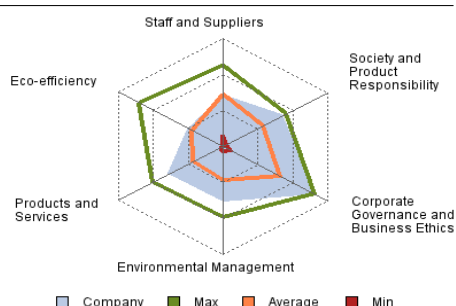 Staff and Suppliers
Society and
Product
Responsibility
Eco-efficiency
Products and
Services
Corporate
Governance and
Business Ethics
Environmental Management
Company Max Average Min